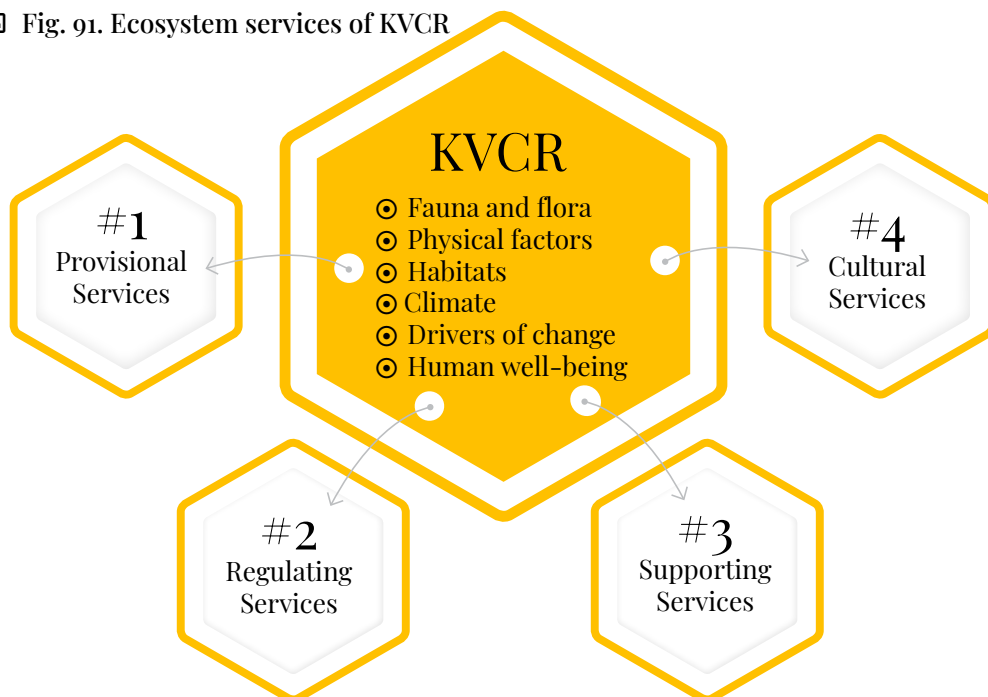 Fig. 91. Ecosystem services of KVCR
KVCR
Fauna and flora
Physical factors
Habitats
Climate
Drivers of change
Human well-being
#1
Provisional
Services
#2
Regulating
Services
#3
Supporting
Services
#4
Cultural
Services